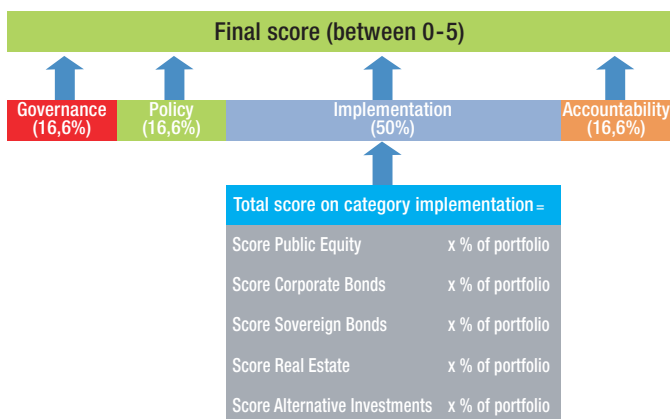 Final score (between 0-5)
Governance Policy Implementation Accountability
(16,6%) (16,6%) (50%) (16,6%)
Total score on category implementation =
Score Public Equity x % of portfolio
Score Corporate Bonds x % of portfolio
Score Sovereign Bonds x % of portfolio
Score Real Estate x % of portfolio
Score Alternative Investments x % of portfolio